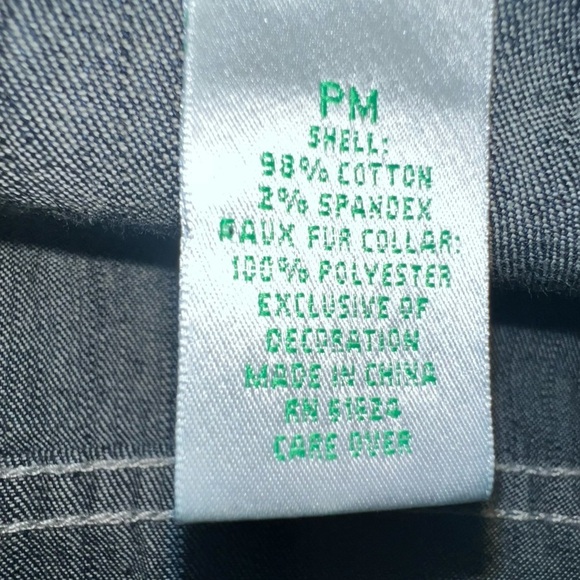 PM
SHELL:
98% COTTON
2% SPANDEX
FAUX FUR COLLAR:
100% POLYESTER
EXCLUSIVE OF
DECORATION
MADE IN CHINA
RN
CARE OVER